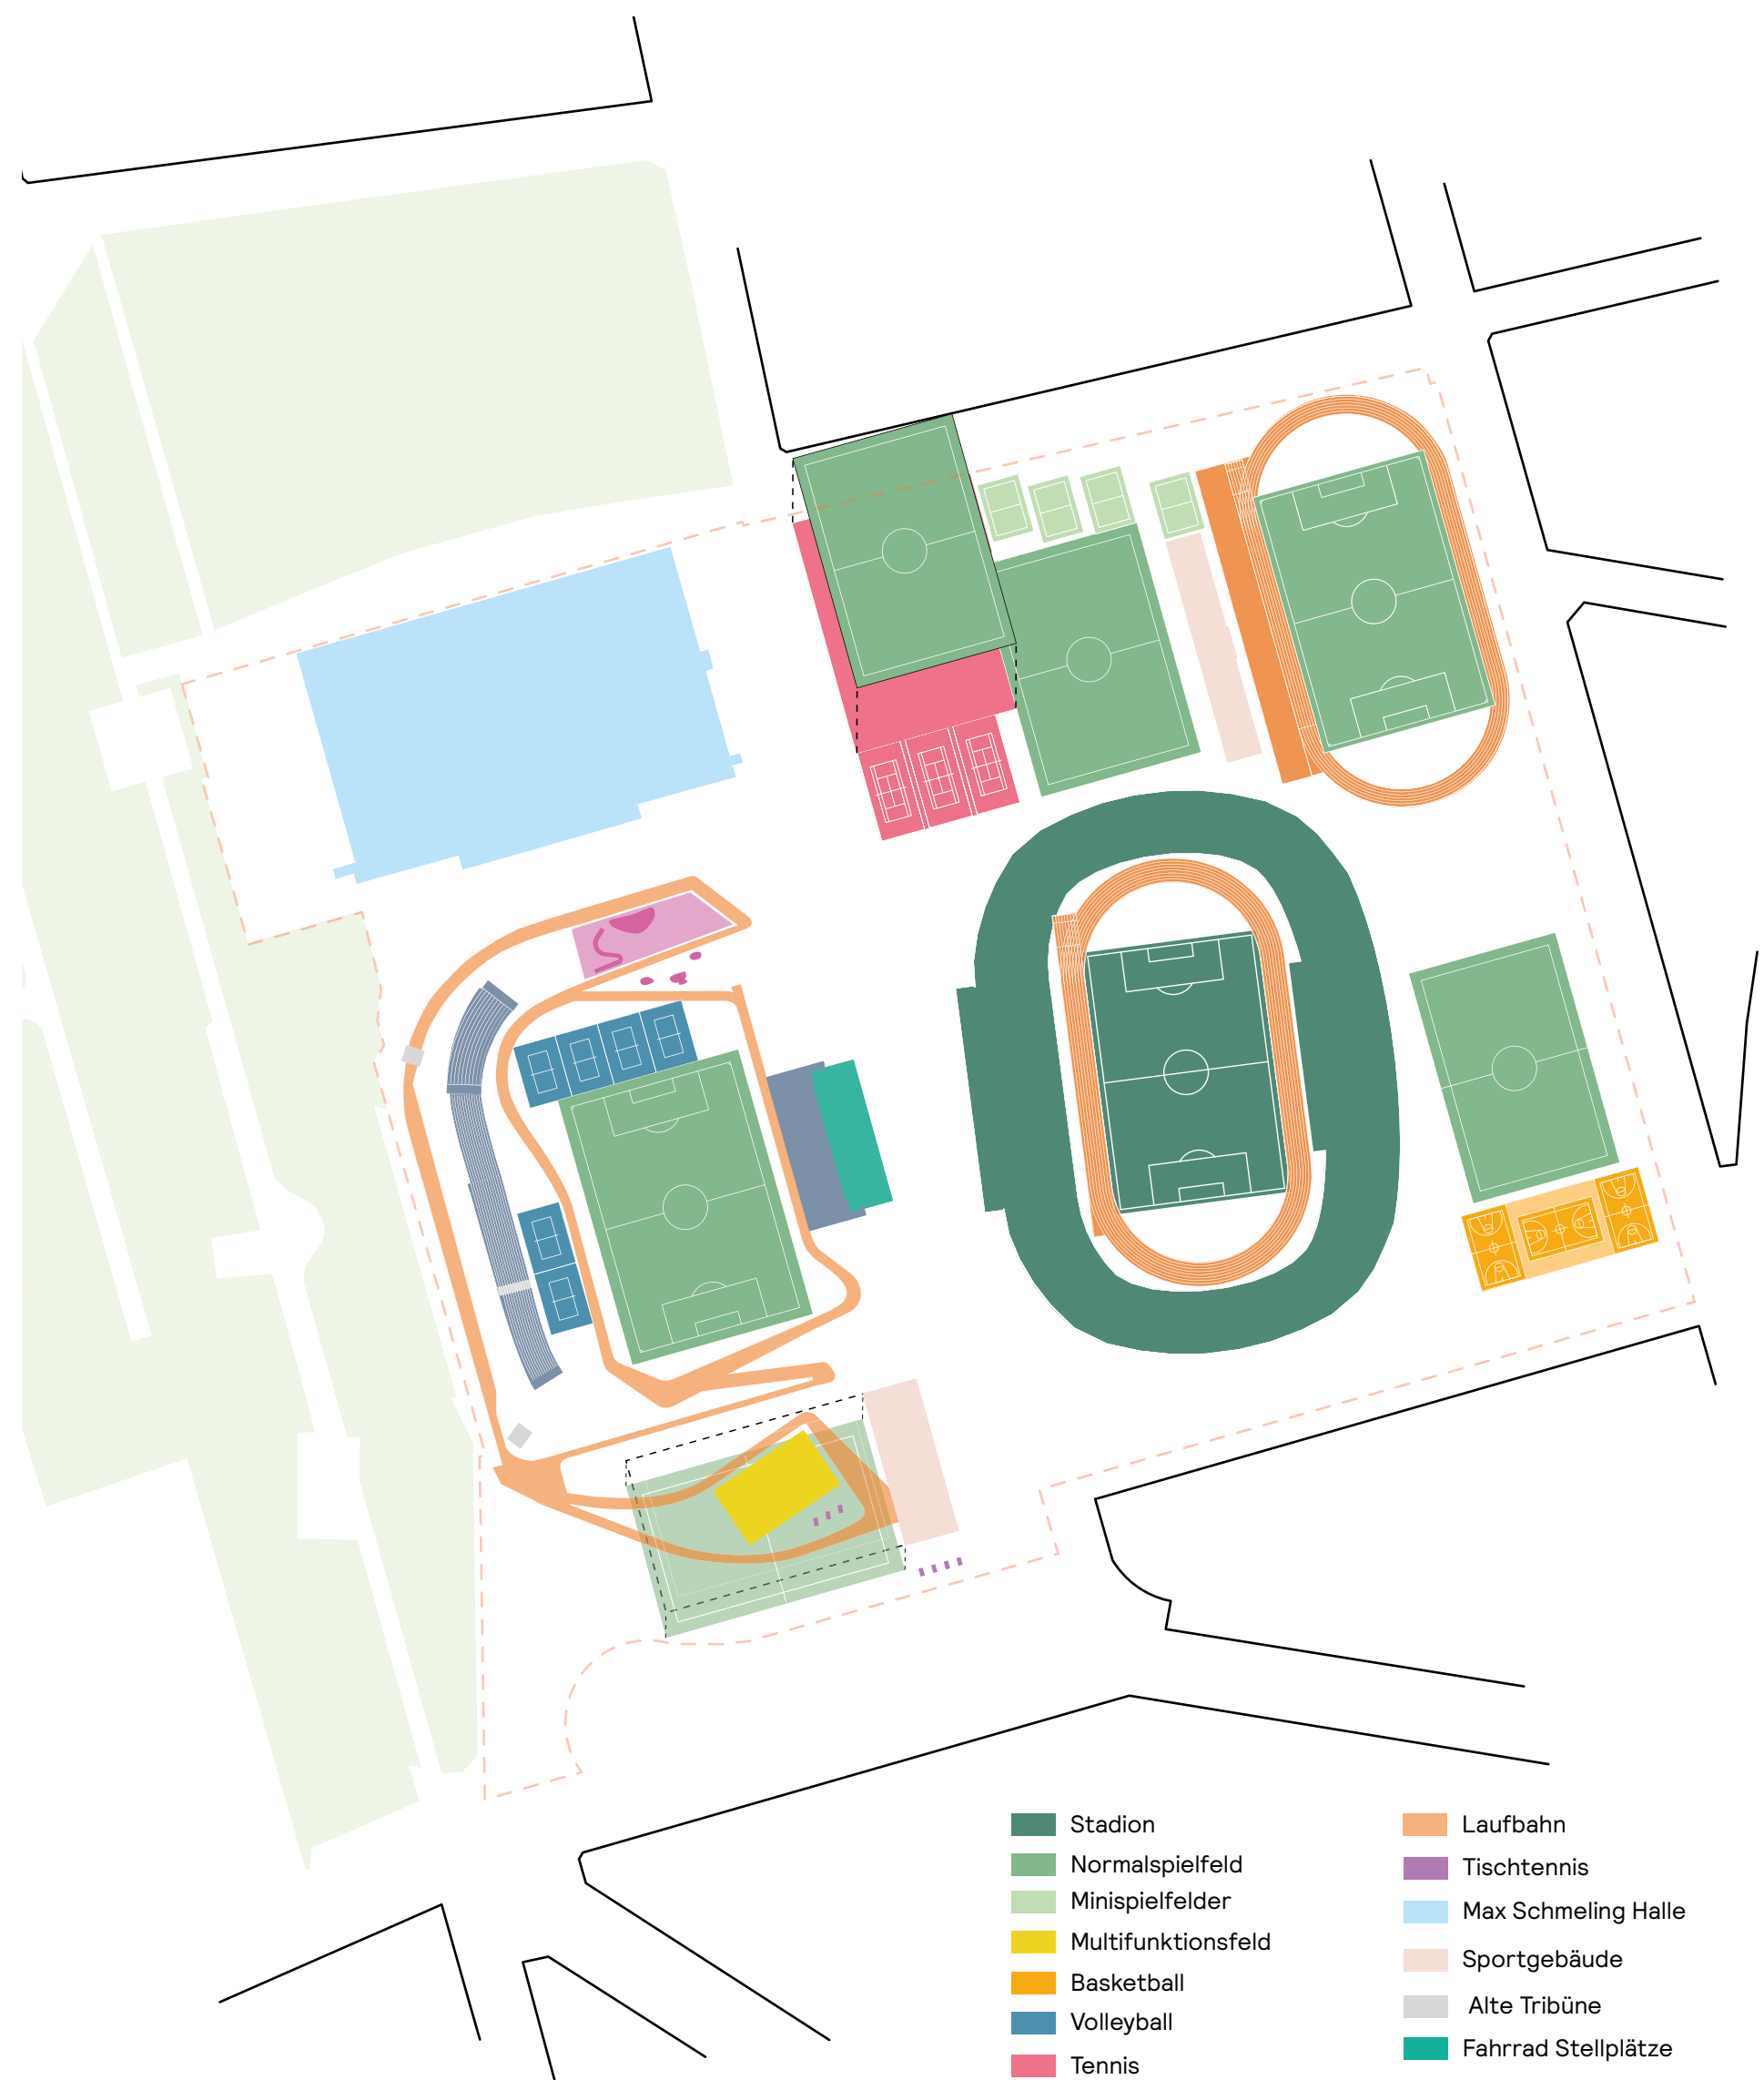 Stadion
Normalspielfeld
Minispielfelder
Multifunktionsfeld
Basketball
Volleyball
Tennis
Laufbahn
Tischtennis
Max Schmeling Halle
Sportgebäude
Alte Tribüne
Fahrrad Stellplätze